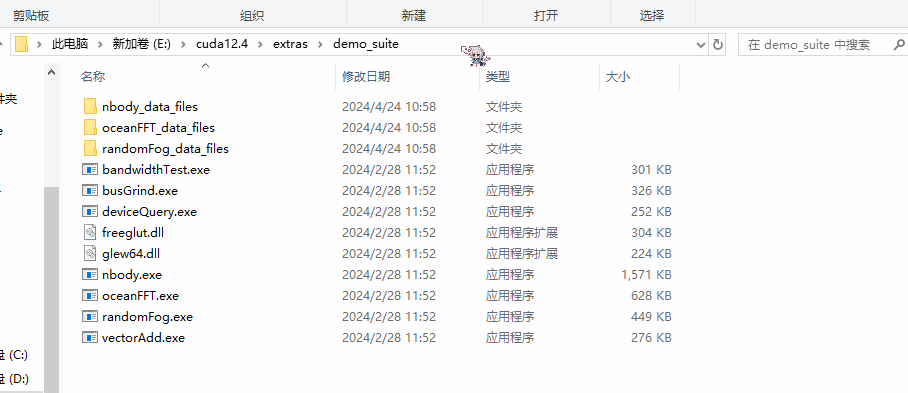 剪贴板 组织 新建 打开 选择
此电脑 › 新加卷 (E:) › cuda12.4 › extras › demo_suite 在 demo_suite 中搜索
名称 修改日期 类型 大小
nbody_data_files 2024/4/24 10:58 文件夹
件夹
oceanFFT_data_files 2024/4/24 10:58 文件夹
randomFog_data_files 2024/4/24 10:58 文件夹
bandwidthTest.exe 2024/2/28 11:52 应用程序 301 KB
busGrind.exe 2024/2/28 11:52 应用程序 326 KB
deviceQuery.exe 2024/2/28 11:52 应用程序 252 KB
freeglut.dll 2024/2/28 11:52 应用程序扩展 304 KB
glew64.dll 2024/2/28 11:52 应用程序扩展 224 KB
nbody.exe 2024/2/28 11:52 应用程序 1,571 KB
oceanFFT.exe 2024/2/28 11:52 应用程序 628 KB
randomFog.exe 2024/2/28 11:52 应用程序 449 KB
vectorAdd.exe 2024/2/28 11:52 应用程序 276 KB
盘 (C:)
盘 (D:)